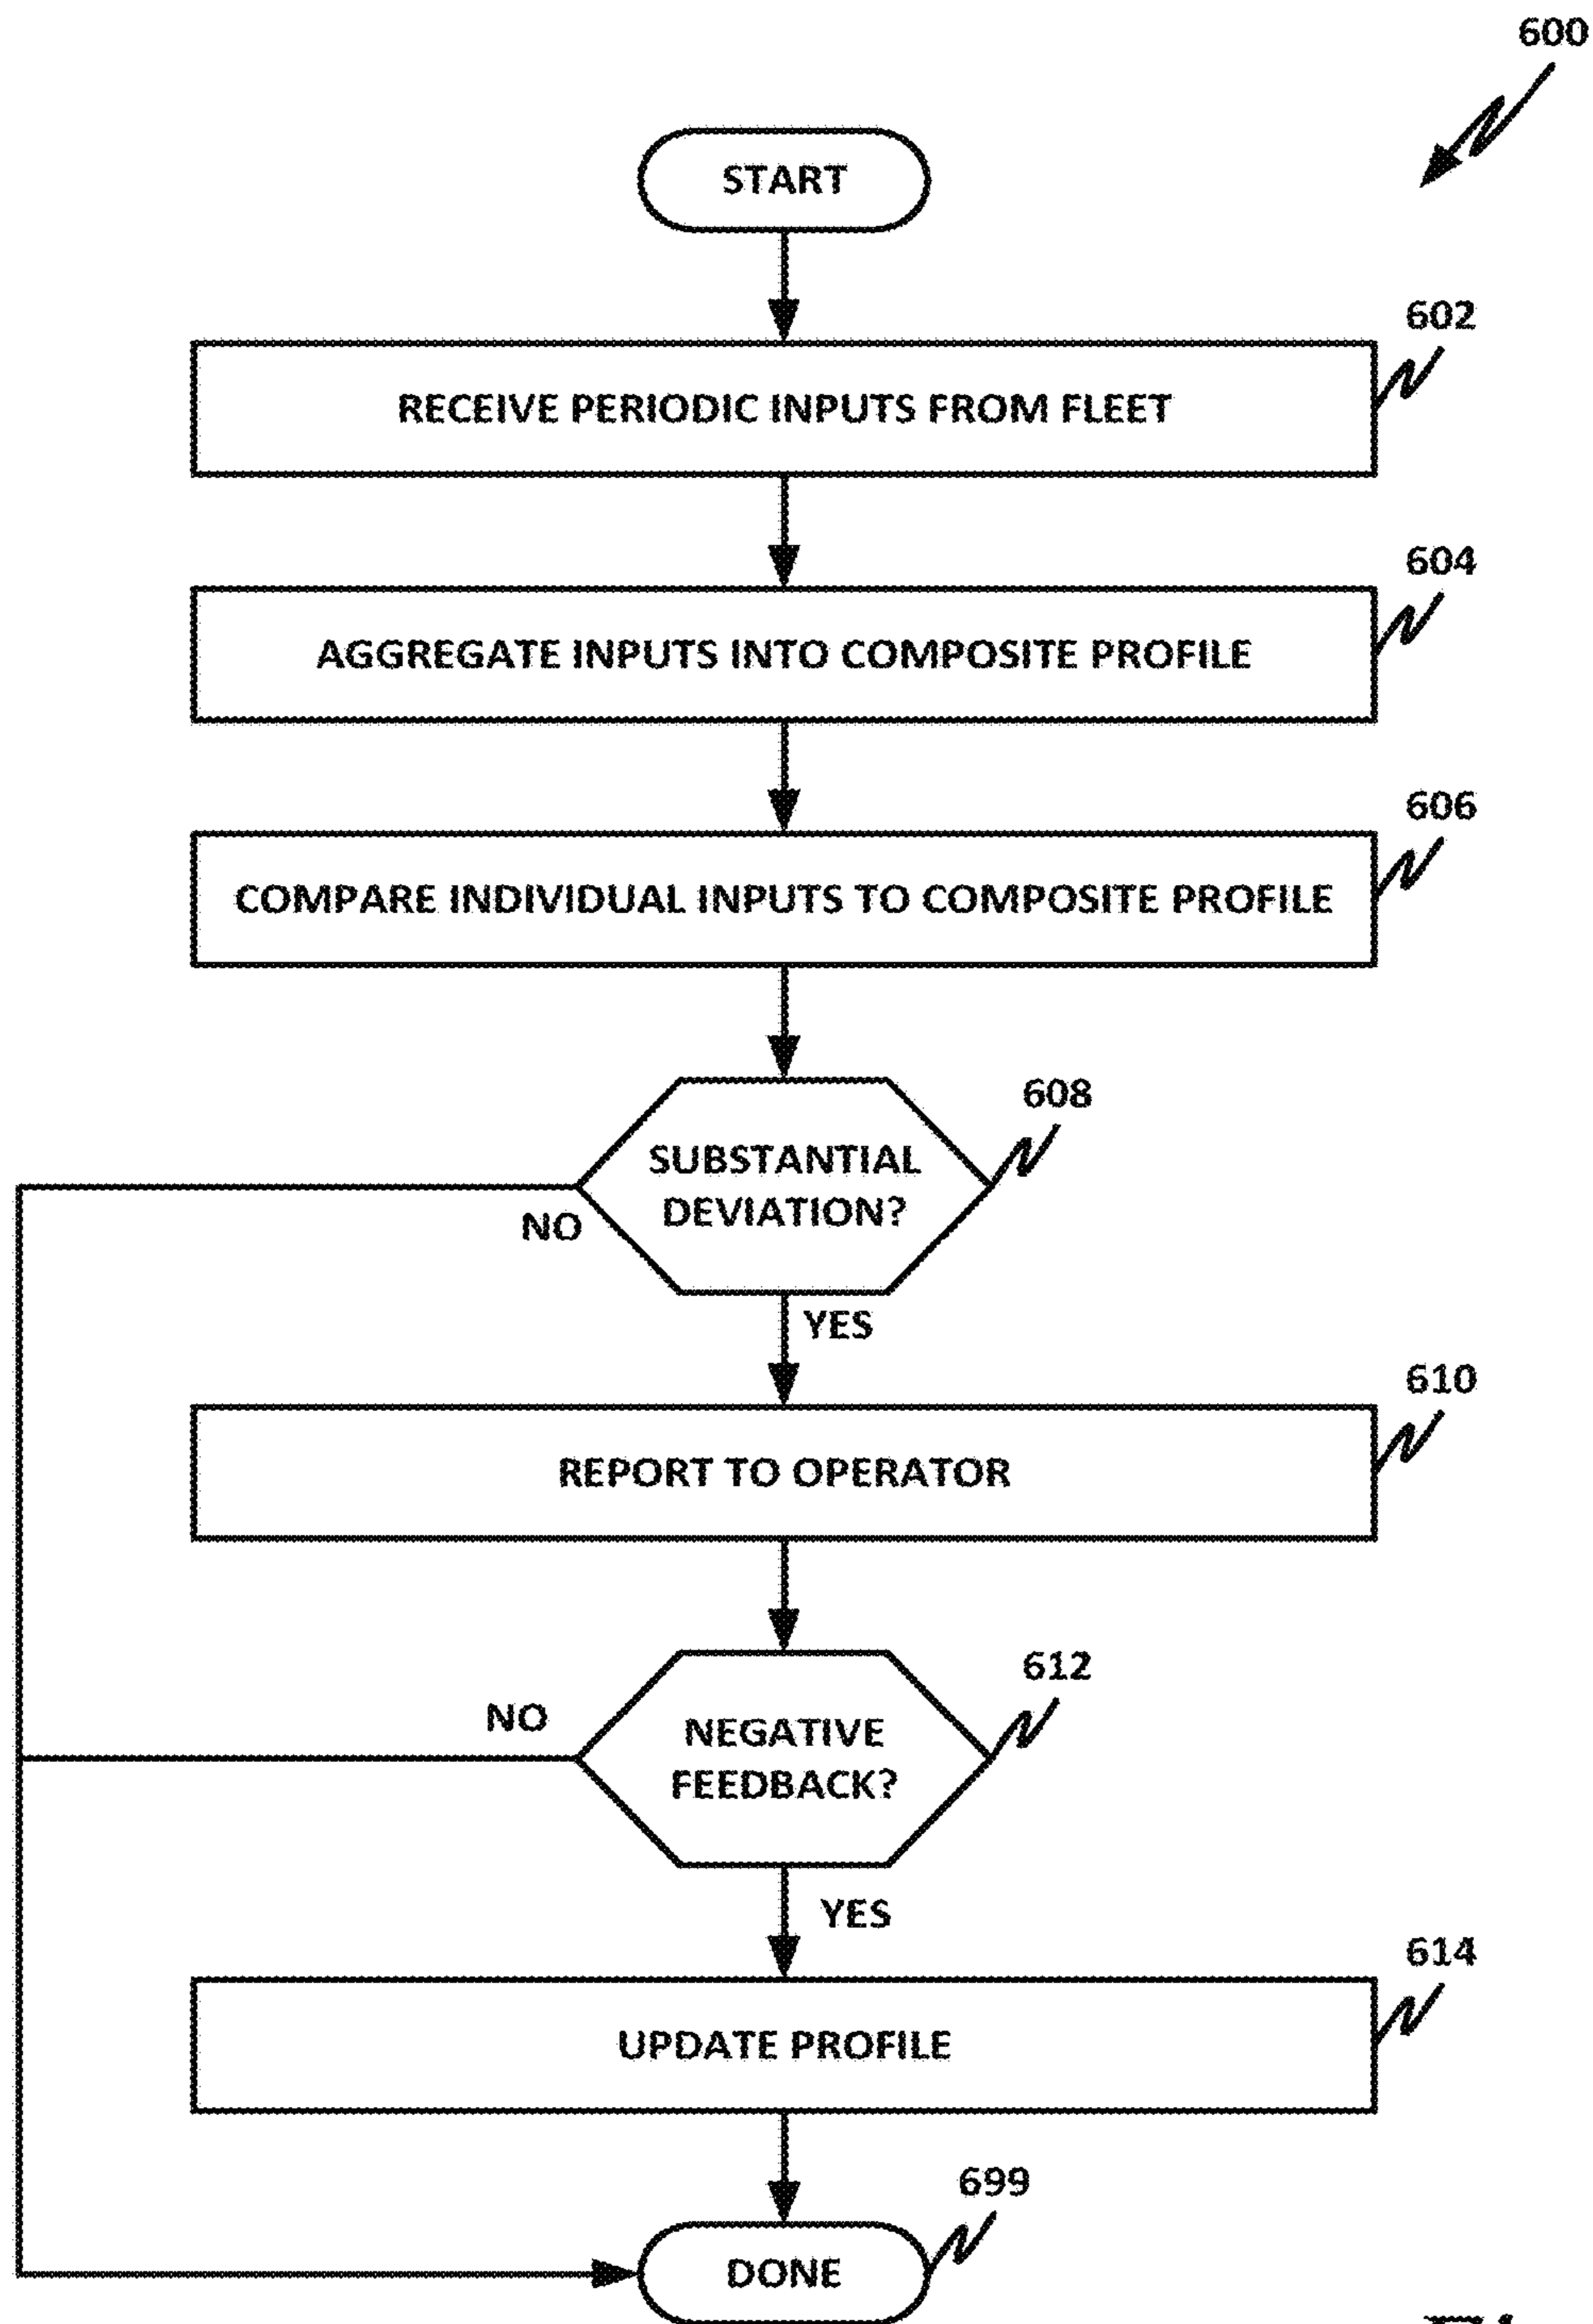 600
START
602
RECEIVE PERIODIC INPUTS FROM FLEET
604
AGGREGATE INPUTS INTO COMPOSITE PROFILE
606
COMPARE INDIVIDUAL INPUTS TO COMPOSITE PROFILE
608
SUBSTANTIAL
DEVIATION?
NO
YES
610
REPORT TO OPERATOR
612
NO
NEGATIVE
FEEDBACK?
YES
614
UPDATE PROFILE
699
DONE